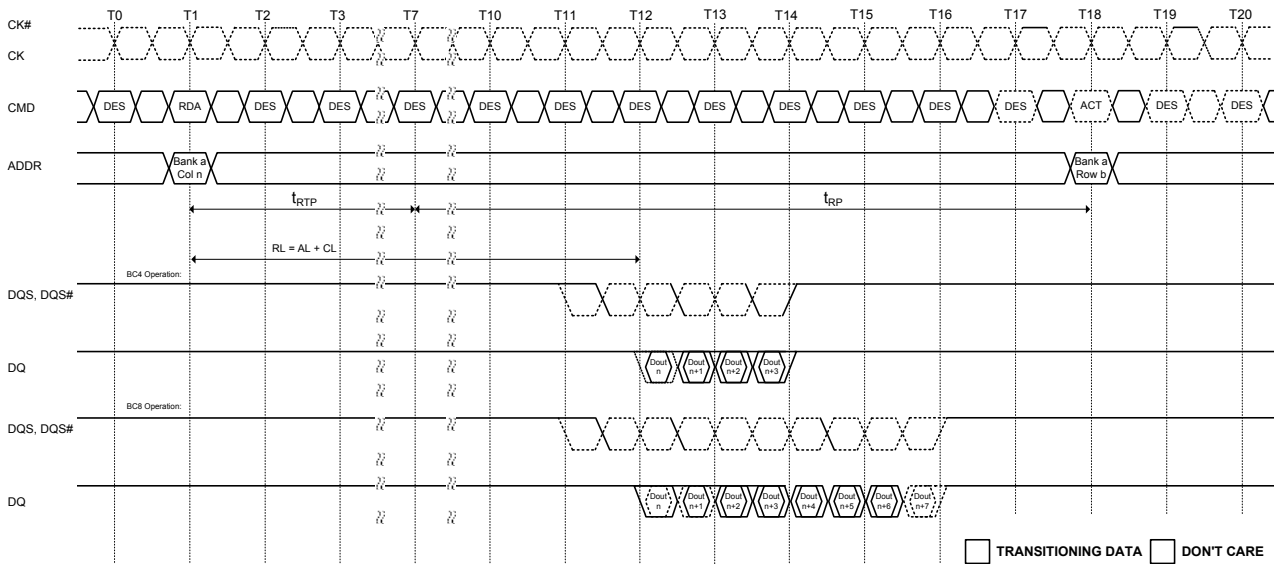 T0 T1 T2 T3 T7 T10 T11 T12 T13 T14 T15 T16 T17 T18 T19 T20
CK#
CK
CMD DES RDA DES DES DES DES DES DES DES DES DES DES DES ACT DES DES
ADDR
Bank a
Col n
Bank a
Row b
tRTP tRP
RL = AL + CL
BC4 Operation:
DQS, DQS#
DQ
Dout n
Dout n+1
Dout n+2
Dout n+3
BC8 Operation:
DQS, DQS#
DQ
Dout n
Dout n+1
Dout n+2
Dout n+3
Dout n+4
Dout n+5
Dout n+6
Dout n+7
TRANSITIONING DATA DON'T CARE